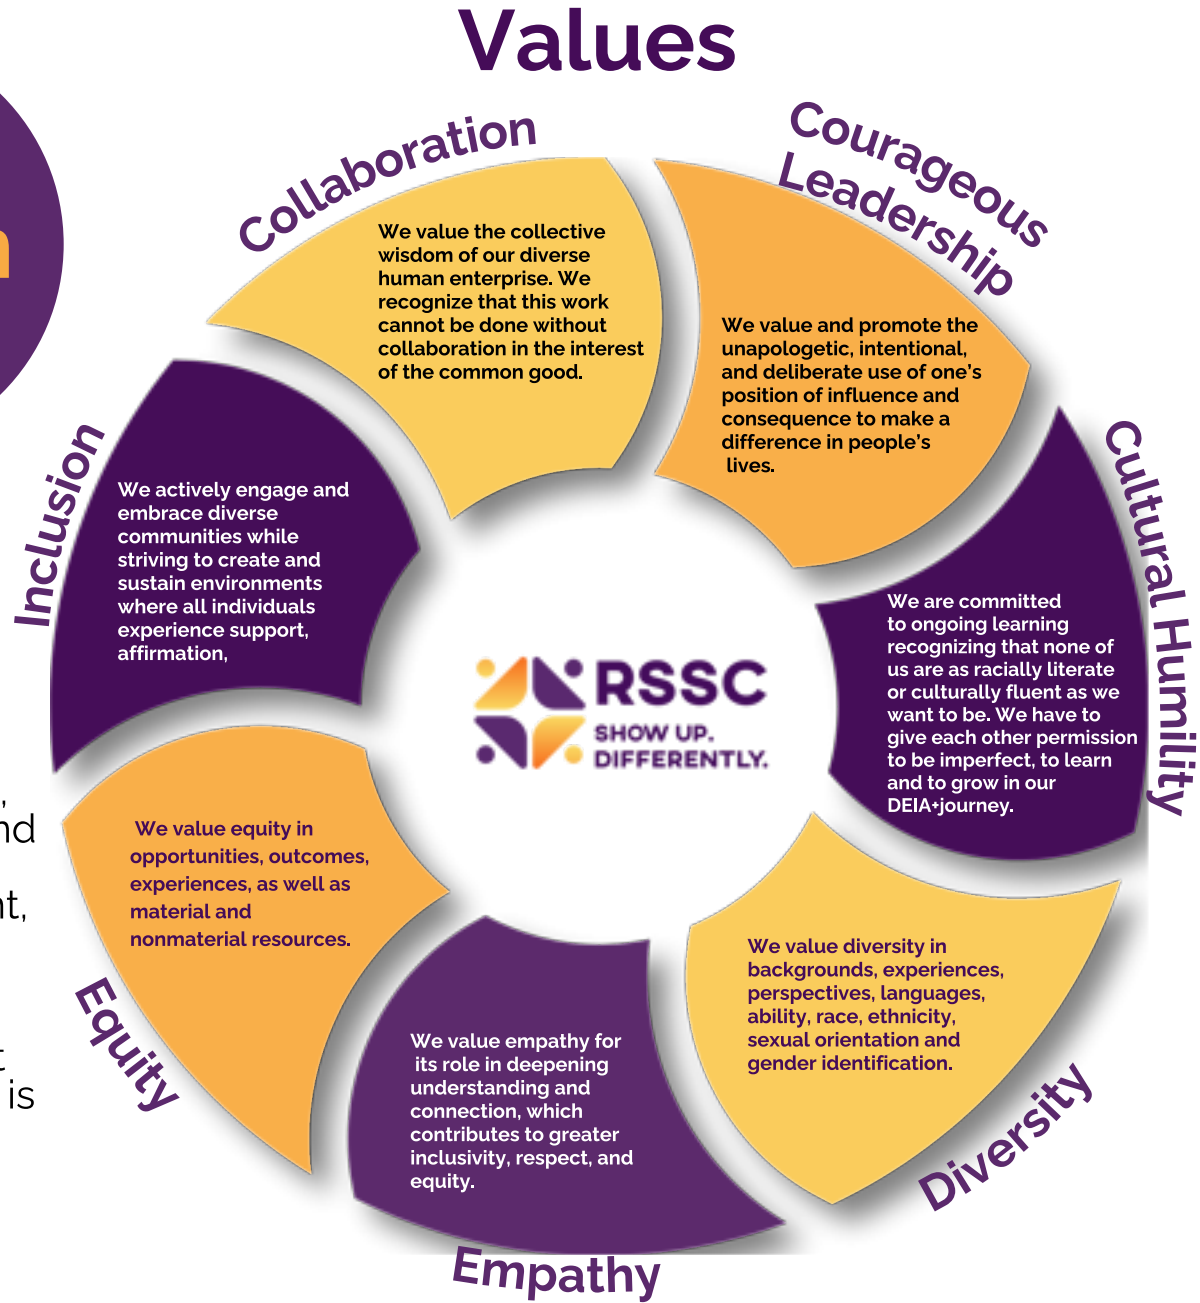 Values
Collaboration
We value the collective
wisdom of our diverse
human enterprise. We
recognize that this work
cannot be done without
collaboration in the interest
of the common good.
Courageous
Leadership
We value and promote the
unapologetic, intentional,
and deliberate use of one's
position of influence and
consequence to make a
difference in people's
lives.
Cultural Humility
We are committed
to ongoing learning
recognizing that none of
us are as racially literate
or culturally fluent as we
want to be. We have to
give each other permission
to be imperfect, to learn
and to grow in our
DEIA+journey.
Diversity
We value diversity in
backgrounds, experiences,
perspectives, languages,
ability, race, ethnicity,
sexual orientation and
gender identification.
Empathy
We value empathy for
its role in deepening
understanding and
connection, which
contributes to greater
inclusivity, respect, and
equity.
Equity
We value equity in
opportunities, outcomes,
experiences, as well as
material and
nonmaterial resources.
Inclusion
We actively engage and
embrace diverse
communities while
striving to create and
sustain environments
where all individuals
experience support,
affirmation,
RSSC
SHOW UP.
DIFFERENTLY.
is